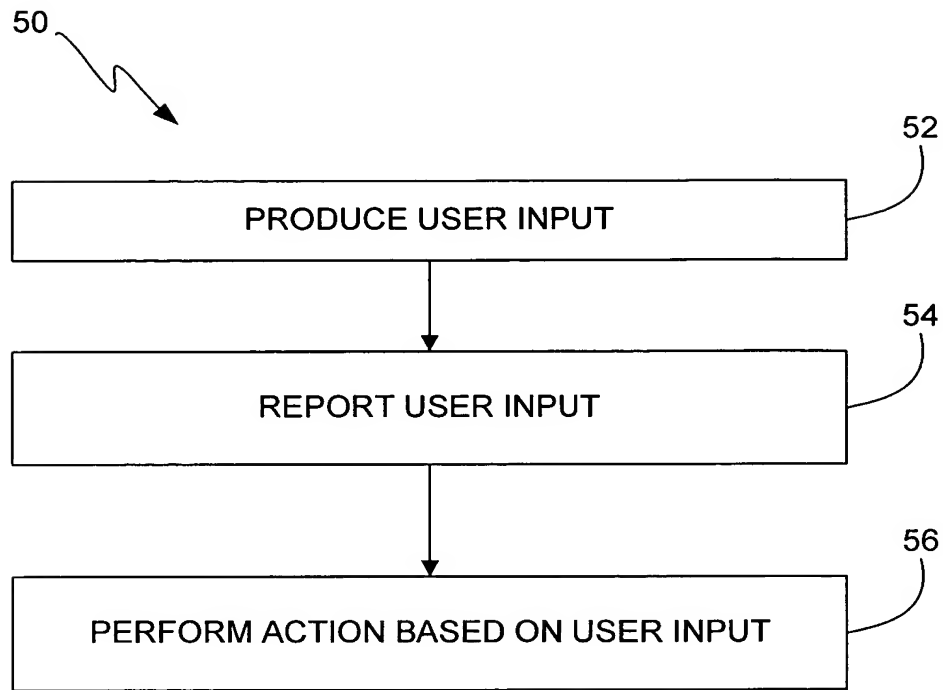 50
52
PRODUCE USER INPUT
54
REPORT USER INPUT
56
PERFORM ACTION BASED ON USER INPUT